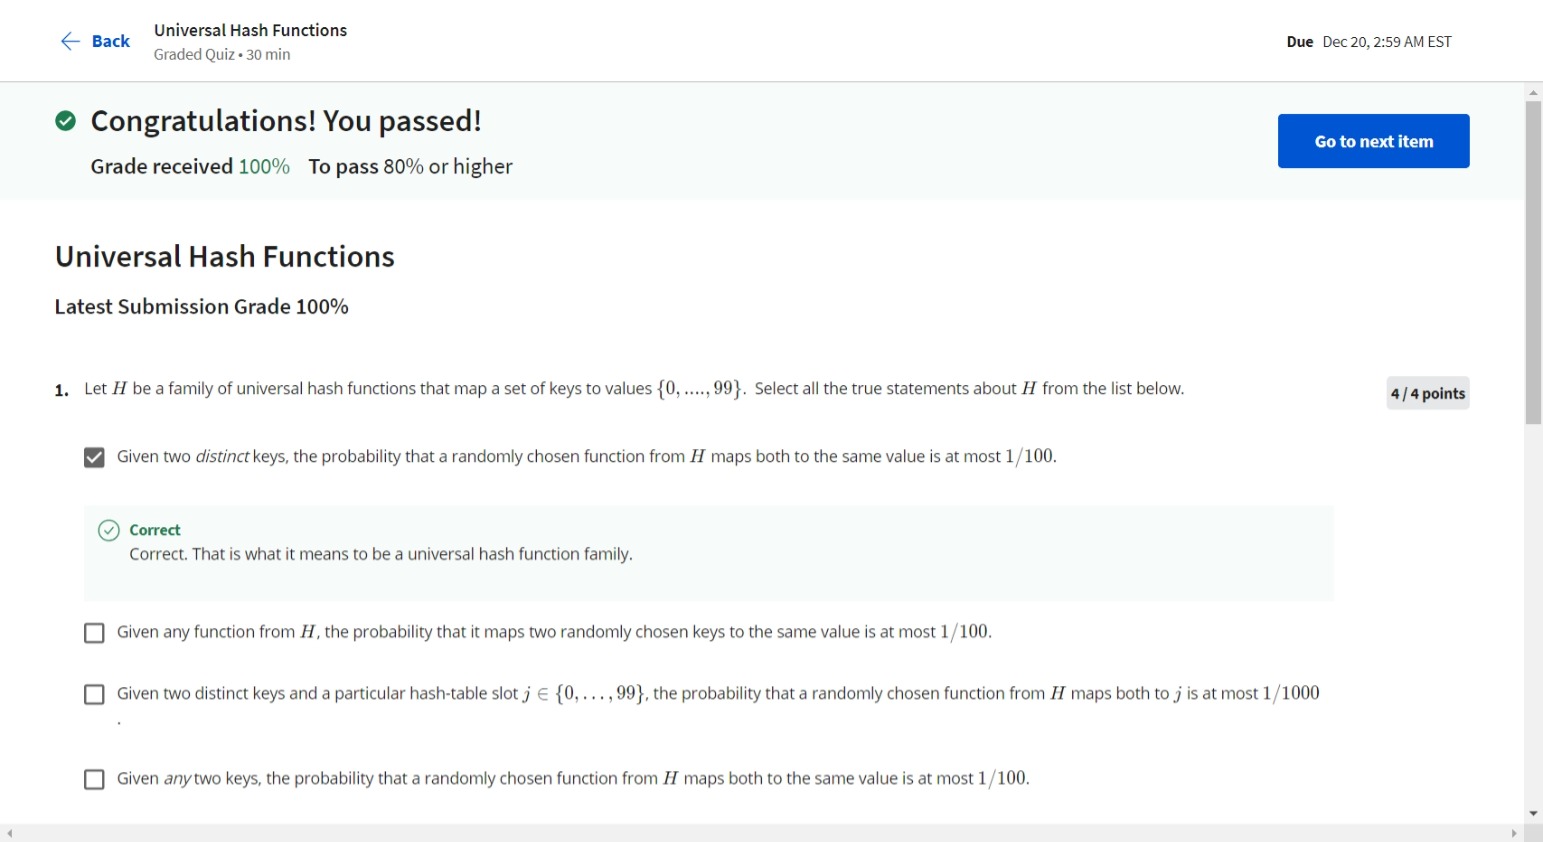 Back
Universal Hash Functions
Graded Quiz • 30 min
Due Dec 20, 2:59 AM EST
Congratulations! You passed!
Grade received 100% To pass 80% or higher
Go to next item
Universal Hash Functions
Latest Submission Grade 100%
1. Let H be a family of universal hash functions that map a set of keys to values {0, ...., 99}. Select all the true statements about H from the list below.
4 / 4 points
Given two distinct keys, the probability that a randomly chosen function from H maps both to the same value is at most 1/100.
Correct
Correct. That is what it means to be a universal hash function family.
Given any function from H, the probability that it maps two randomly chosen keys to the same value is at most 1/100.
Given two distinct keys and a particular hash-table slot j ∈ {0, . . . , 99}, the probability that a randomly chosen function from H maps both to j is at most 1/1000
.
Given any two keys, the probability that a randomly chosen function from H maps both to the same value is at most 1/100.